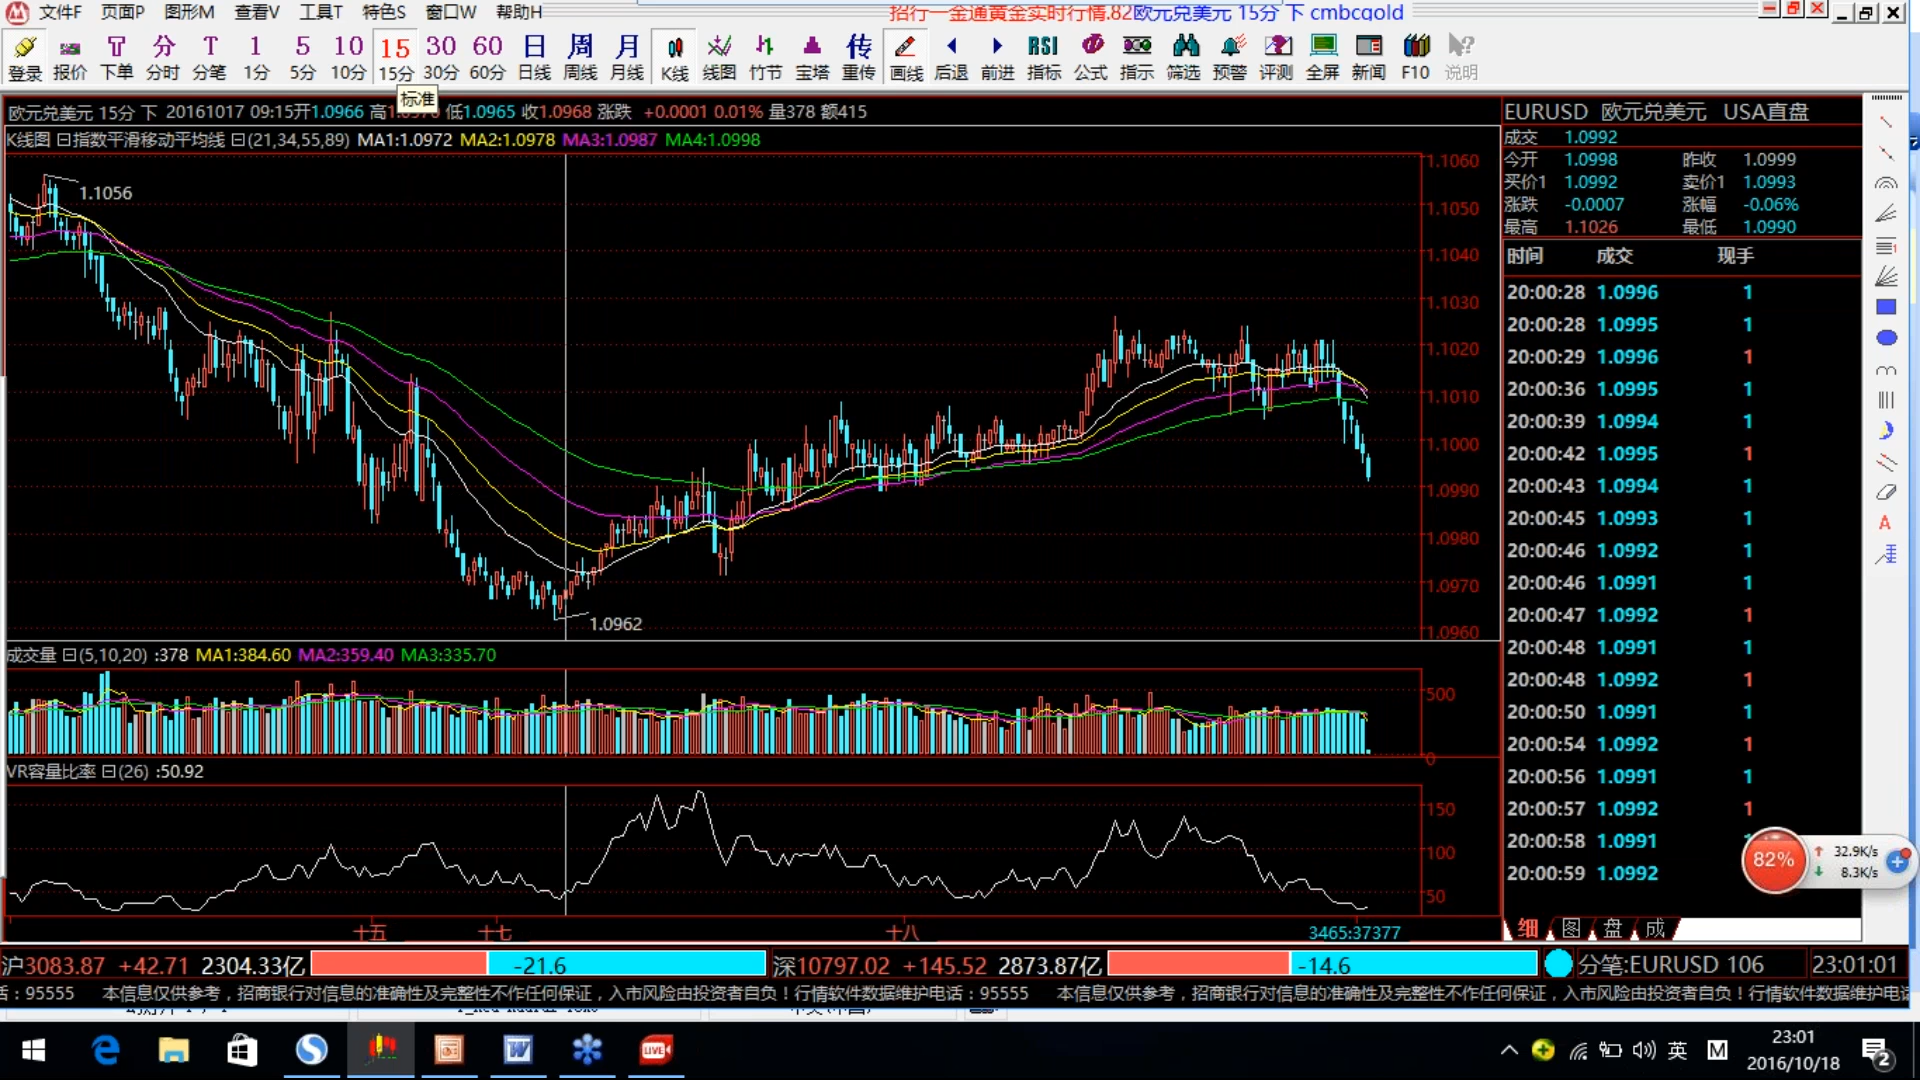 文件F 页面P 图形M 查看V 工具T 特色S 窗口W 帮助H 招行一金通黄金实时行情.82欧元兑美元 15分 下 cmbcgold
T 分 T 1 5 10 15 30 60 日 周 月 传 RSI
登录 报价 下单 分时 分笔 1分 5分 10分 15分 30分 60分 日线 周线 月线 K线 线图 竹节 宝塔 重传 画线 后退 前进 指标 公式 指示 筛选 预警 评测 全屏 新闻 F10 说明
标准
欧元兑美元 15分 下 20161017 09:15开1.0966 高 低1.0965 收1.0968 涨跌 +0.0001 0.01% 量378 额415
K线图 日指数平滑移动平均线 日(21,34,55,89) MA1:1.0972 MA2:1.0978 MA3:1.0987 MA4:1.0998
1.1056
1.0962
1.1060
1.1050
1.1040
1.1030
1.1020
1.1010
1.1000
1.0990
1.0980
1.0970
1.0960
成交量 日(5,10,20) :378 MA1:384.60 MA2:359.40 MA3:335.70
500
0
VR容量比率 日(26) :50.92
150
100
50
十五 十七 十八 3465:37377
EURUSD 欧元兑美元 USA直盘
成交 1.0992
今开 1.0998 昨收 1.0999
买价1 1.0992 卖价1 1.0993
涨跌 -0.0007 涨幅 -0.06%
最高 1.1026 最低 1.0990
时间 成交 现手
20:00:28 1.0996 1
20:00:28 1.0995 1
20:00:29 1.0996 1
20:00:36 1.0995 1
20:00:39 1.0994 1
20:00:42 1.0995 1
20:00:43 1.0994 1
20:00:45 1.0993 1
20:00:46 1.0992 1
20:00:46 1.0991 1
20:00:47 1.0992 1
20:00:48 1.0991 1
20:00:48 1.0992 1
20:00:50 1.0991 1
20:00:54 1.0992 1
20:00:56 1.0991 1
20:00:57 1.0992 1
20:00:58 1.0991
20:00:59 1.0992
82% 32.9K/s
8.3K/s
细 图 盘 成
A
沪3083.87 +42.71 2304.33亿 -21.6 深10797.02 +145.52 2873.87亿 -14.6 分笔:EURUSD 106 23:01:01
舌：95555 本信息仅供参考，招商银行对信息的准确性及完整性不作任何保证，入市风险由投资者自负！行情软件数据维护电话：95555 本信息仅供参考，招商银行对信息的准确性及完整性不作任何保证，入市风险由投资者自负！行情软件数据维护电话
LIVE 英 M 23:01
2016/10/18 2